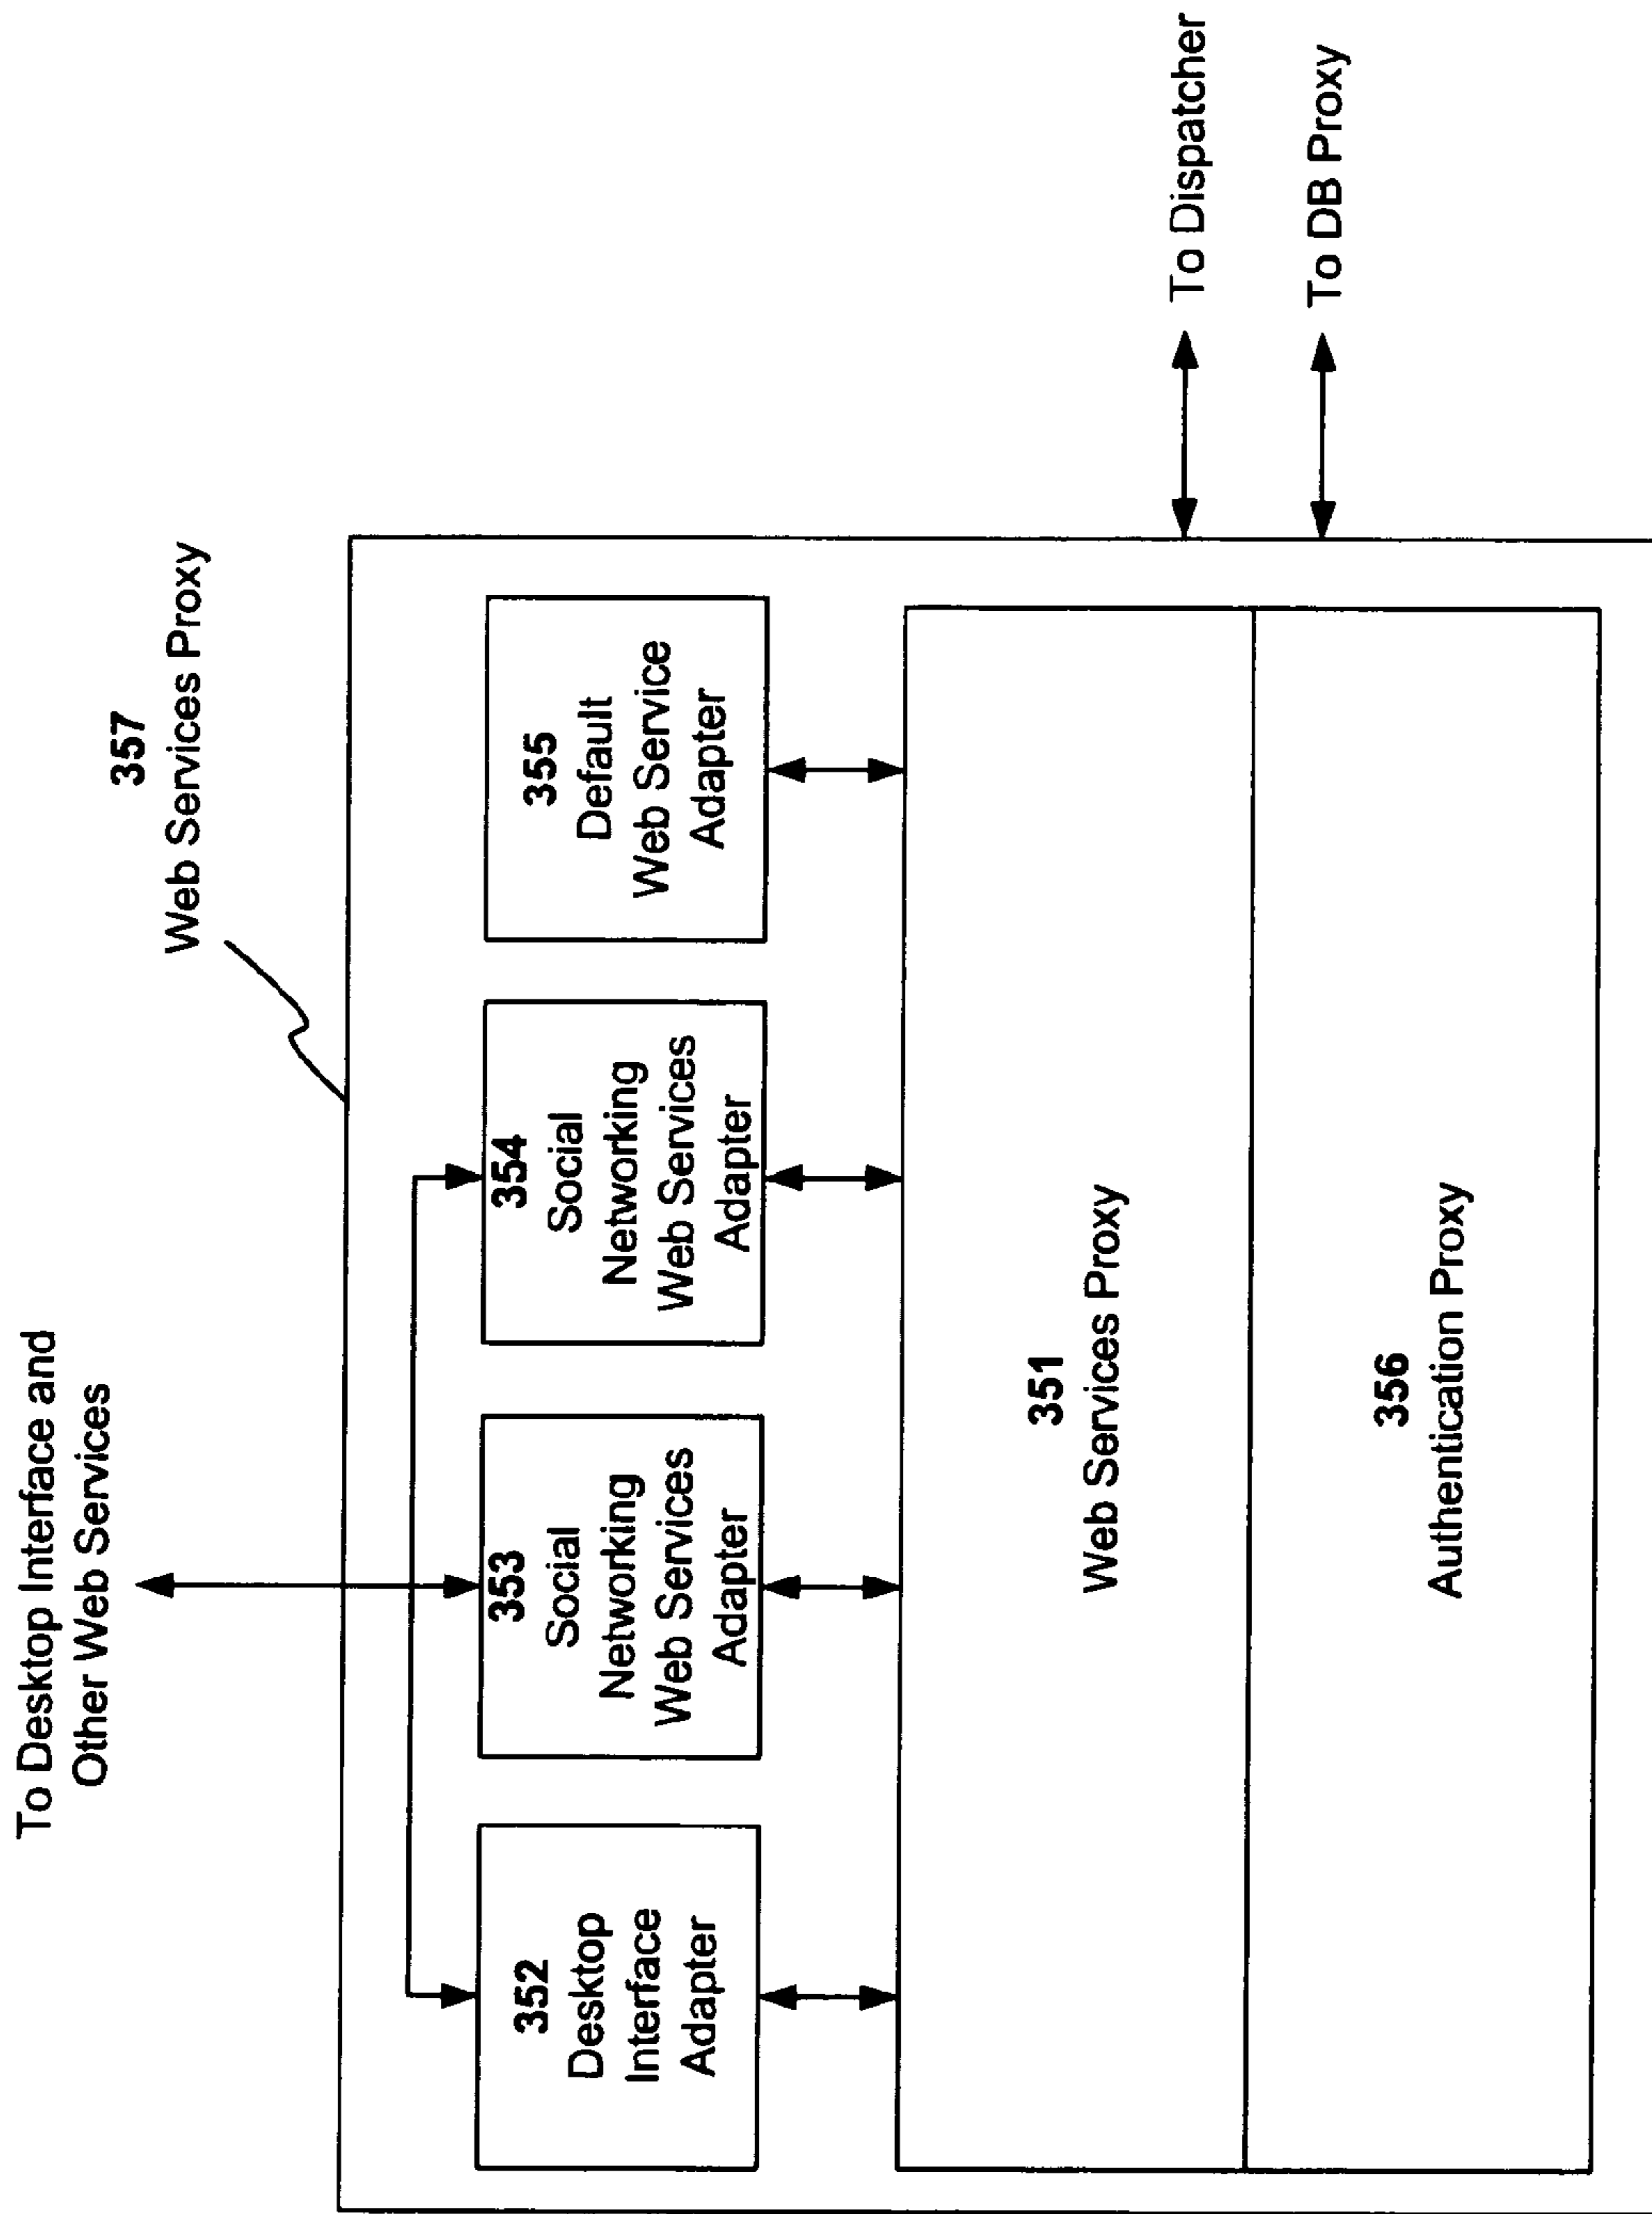 To Desktop Interface and
Other Web Services
357
Web Services Proxy
352
Desktop
Interface
Adapter
353
Social
Networking
Web Services
Adapter
354
Social
Networking
Web Services
Adapter
355
Default
Web Service
Adapter
351
Web Services Proxy
356
Authentication Proxy
To Dispatcher
To DB Proxy